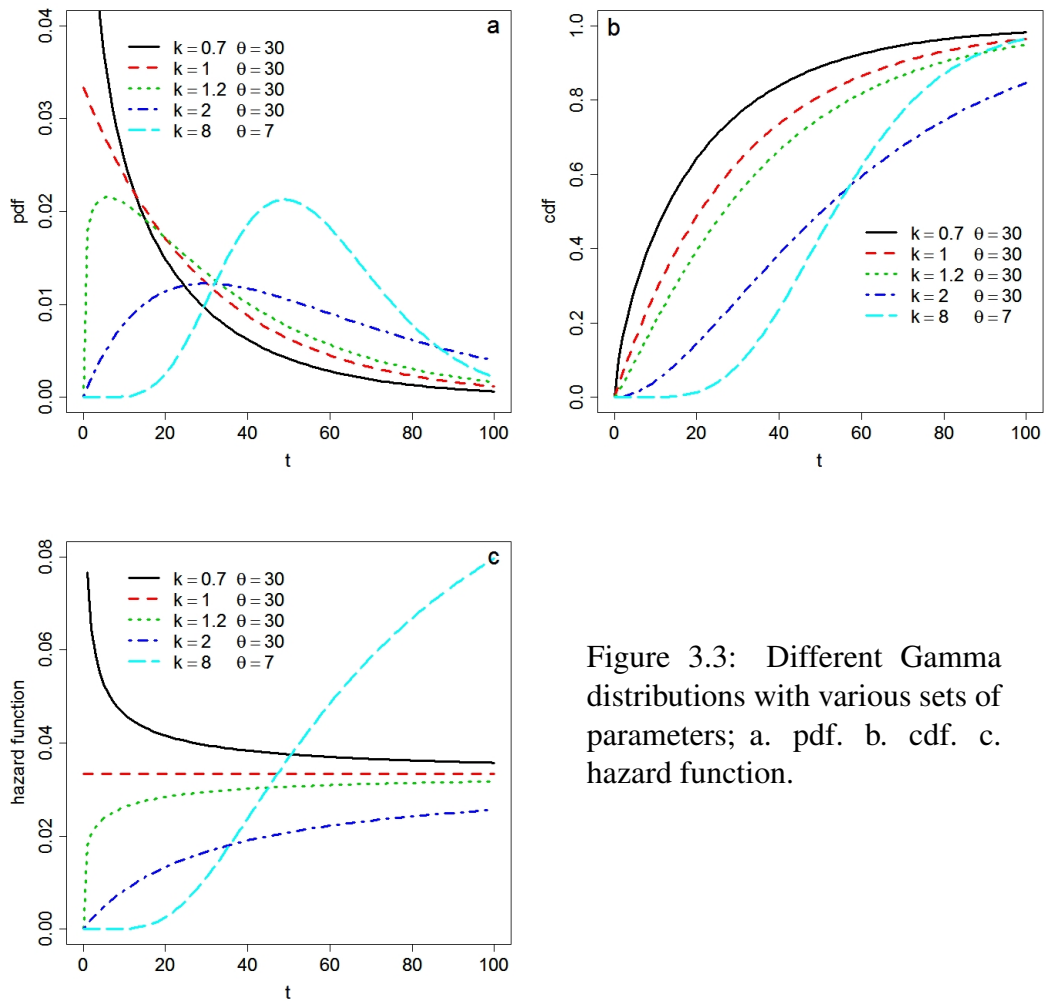 a
k = 0.7 θ = 30
k = 1 θ = 30
k = 1.2 θ = 30
k = 2 θ = 30
k = 8 θ = 7
pdf
0.04
0.03
0.02
0.01
0.00
0 20 40 60 80 100
t
b
k = 0.7 θ = 30
k = 1 θ = 30
k = 1.2 θ = 30
k = 2 θ = 30
k = 8 θ = 7
cdf
1.0
0.8
0.6
0.4
0.2
0.0
0 20 40 60 80 100
t
c
k = 0.7 θ = 30
k = 1 θ = 30
k = 1.2 θ = 30
k = 2 θ = 30
k = 8 θ = 7
hazard function
0.08
0.06
0.04
0.02
0.00
0 20 40 60 80 100
t
Figure 3.3: Different Gamma
distributions with various sets of
parameters; a. pdf. b. cdf. c.
hazard function.